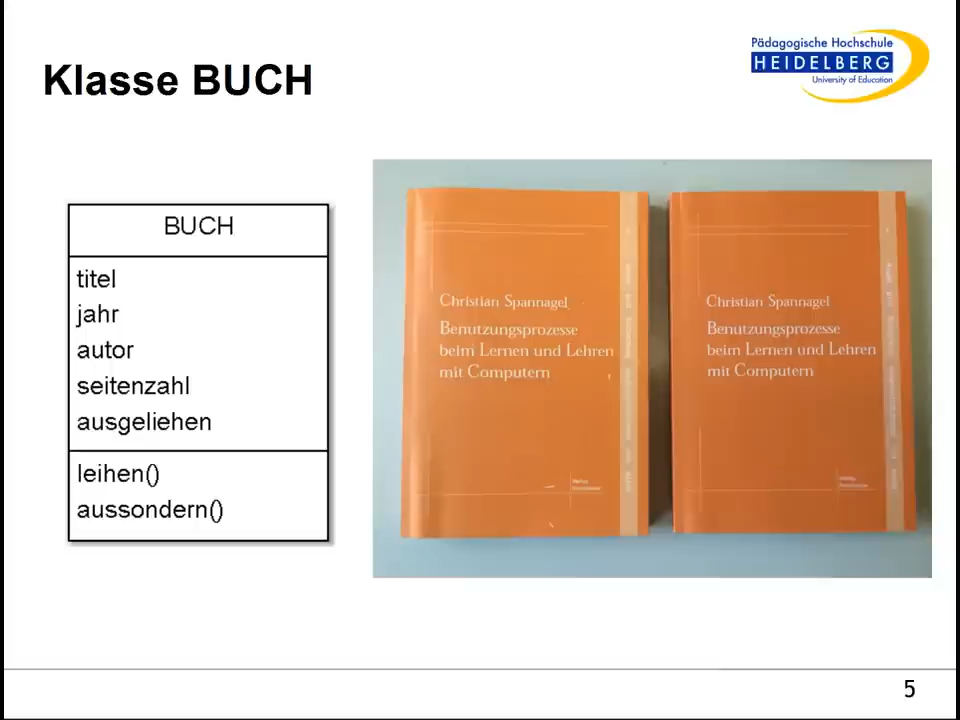 Klasse BUCH
Pädagogische Hochschule
HEIDELBERG
University of Education
BUCH
titel
jahr
autor
seitenzahl
ausgeliehen
leihen()
aussondern()
Christian Spannagel
Benutzungsprozesse
beim Lernen und Lehren
mit Computern
Christian Spannagel
Benutzungsprozesse
beim Lernen und Lehren
mit Computern
5